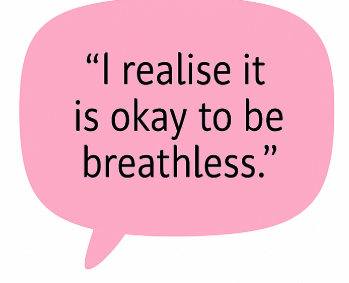 “I realise it
is okay to be
breathless.”